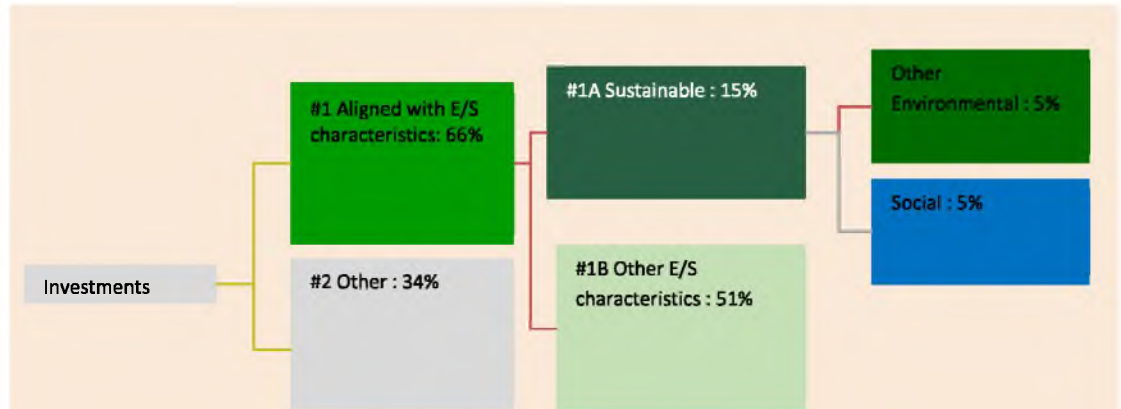 #1 Aligned with E/S
characteristics: 66%
#1A Sustainable : 15%
Other
Environmental : 5%
Social : 5%
Investments
#2 Other : 34%
#1B Other E/S
characteristics : 51%